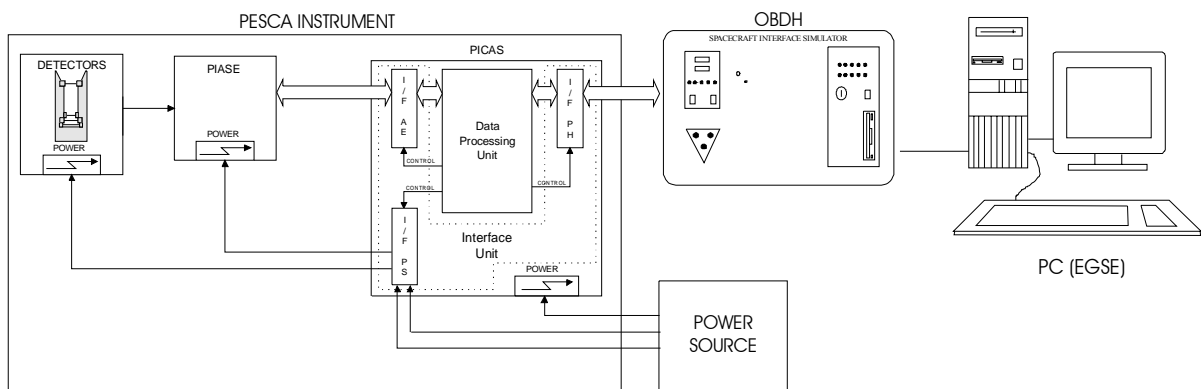 PESCA INSTRUMENT
OBDH
SPACECRAFT INTERFACE SIMULATOR
PICAS
DETECTORS
PIASE
POWER
POWER
I/F AE
Data
Processing
Unit
I/F PH
CONTROL
CONTROL
CONTROL
I/F PS
Interface
Unit
POWER
POWER
SOURCE
PC (EGSE)